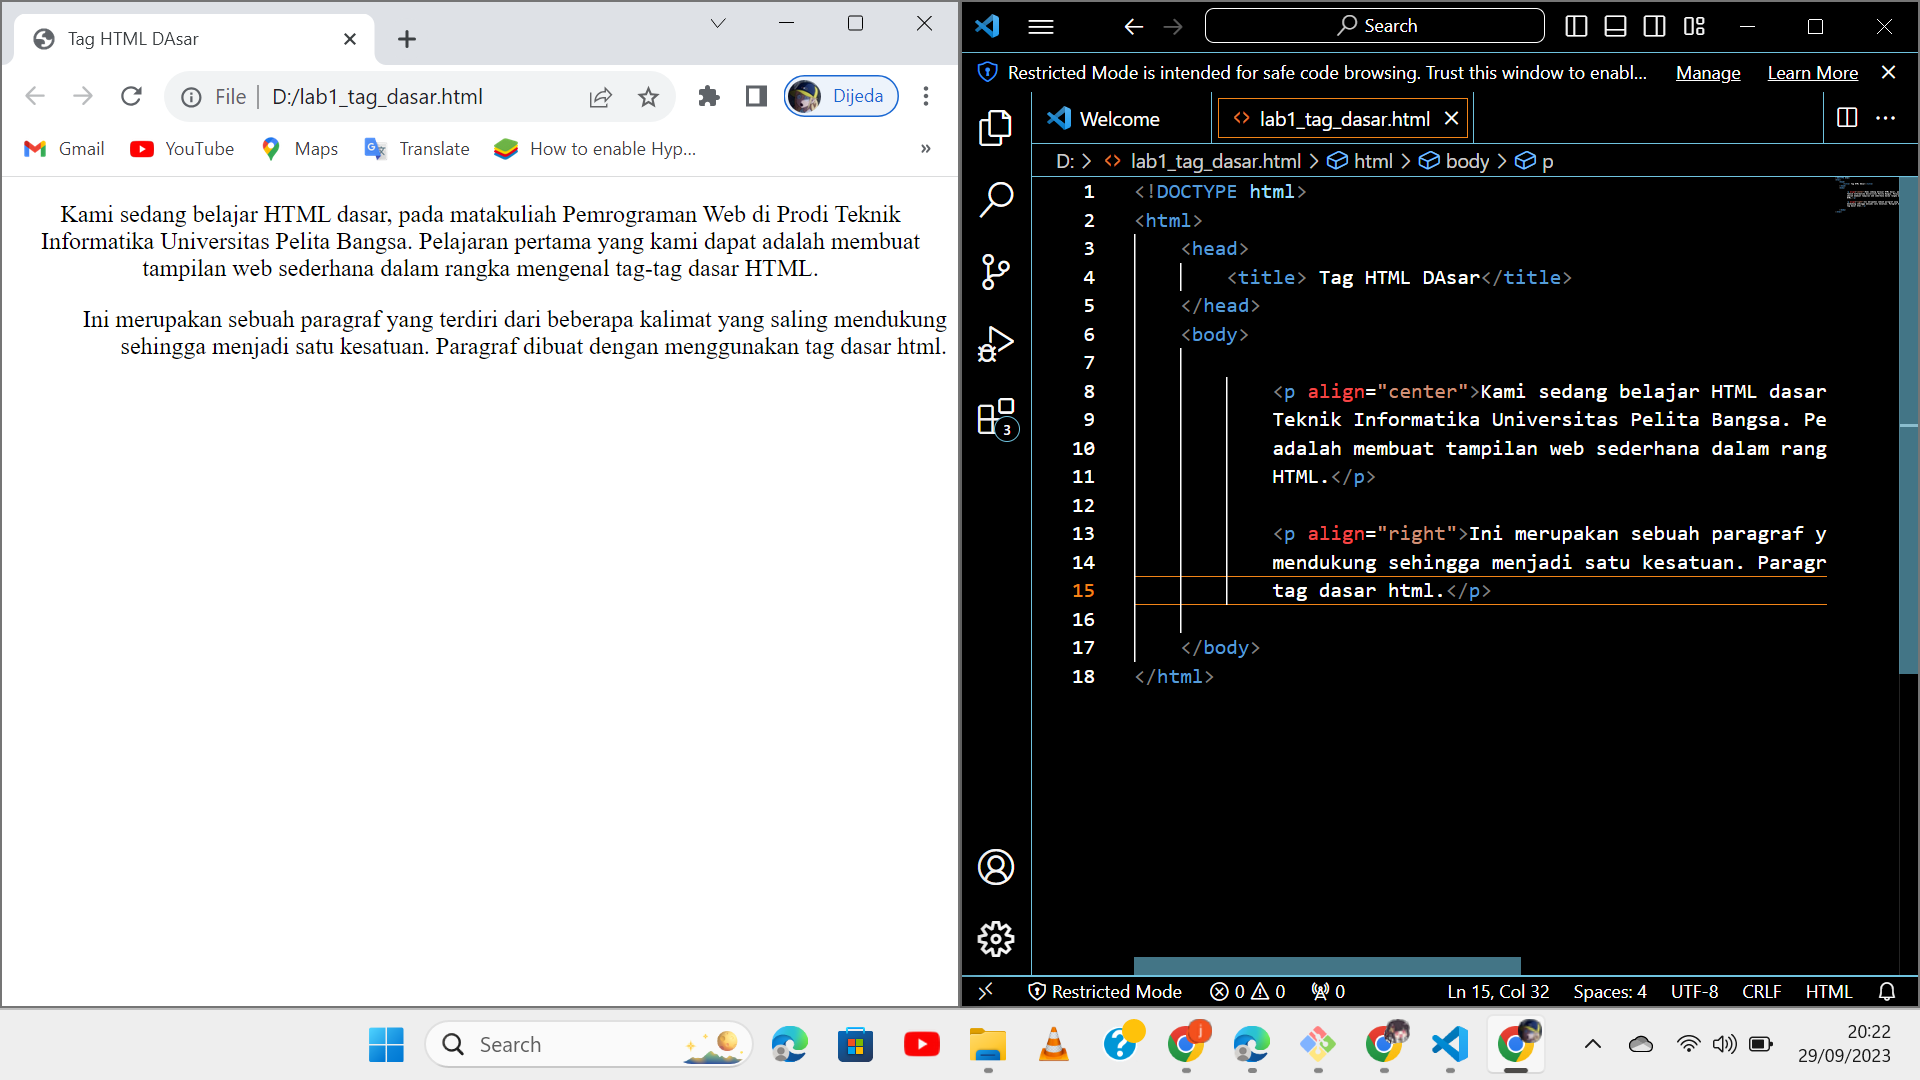 Tag HTML DAsar
File
D:/lab1_tag_dasar.html
Dijeda
Gmail
YouTube
Maps
Translate
How to enable Hyp...
»
Kami sedang belajar HTML dasar, pada matakuliah Pemrograman Web di Prodi Teknik
Informatika Universitas Pelita Bangsa. Pelajaran pertama yang kami dapat adalah membuat
tampilan web sederhana dalam rangka mengenal tag-tag dasar HTML.
Ini merupakan sebuah paragraf yang terdiri dari beberapa kalimat yang saling mendukung
sehingga menjadi satu kesatuan. Paragraf dibuat dengan menggunakan tag dasar html.
Search
Restricted Mode is intended for safe code browsing. Trust this window to enabl... Manage Learn More
Welcome
lab1_tag_dasar.html
D: > lab1_tag_dasar.html > html > body > p
1 <!DOCTYPE html>
2 <html>
3 <head>
4 <title> Tag HTML DAsar</title>
5 </head>
6 <body>
7
8 <p align="center">Kami sedang belajar HTML dasar
9 Teknik Informatika Universitas Pelita Bangsa. Pe
10 adalah membuat tampilan web sederhana dalam rang
11 HTML.</p>
12
13 <p align="right">Ini merupakan sebuah paragraf y
14 mendukung sehingga menjadi satu kesatuan. Paragr
15 tag dasar html.</p>
16
17 </body>
18 </html>
3
Restricted Mode 0 0 0 Ln 15, Col 32 Spaces: 4 UTF-8 CRLF HTML
Search
j
20:22
29/09/2023